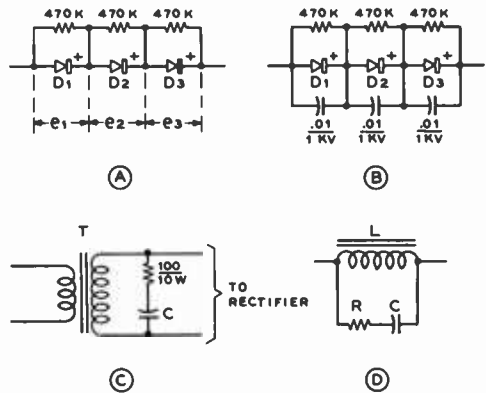 470K 470K 470K
+ + +
D1 D2 D3
e1 e2 e3
A
470K 470K 470K
+ + +
D1 D2 D3
.01 .01 .01
1KV 1KV 1KV
B
T
100
10W
C
TO
RECTIFIER
C
L
R C
D